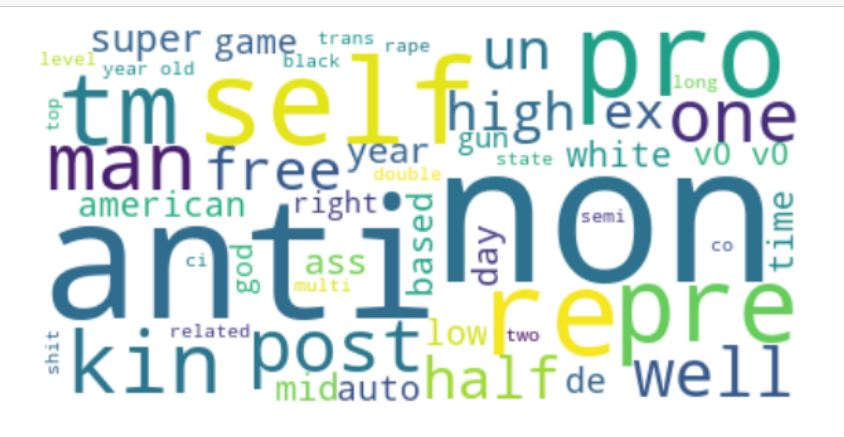 super game trans rape un pro
level year old black long
top tm self high ex one
man free year gun state white v0 v0
double
american right based non semi time
anti day co
ci god ass
multi
re pre
shit kin related post low two
mid auto half de well